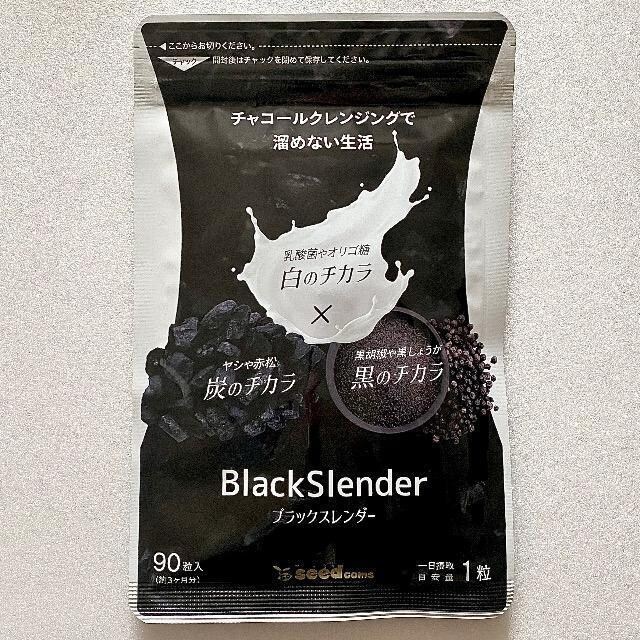 ここからお切りください。
チャック
開封後はチャックを閉めて保存してください。
チャコールクレンジングで
溜めない生活
乳酸菌やオリゴ糖
白のチカラ
×
ヤシや赤松
炭のチカラ
黒胡椒や黒しょうが
黒のチカラ
BlackSlender
ブラックスレンダー
90粒入
(約3ヶ月分)
seedcoms
一日摂取
目安量
1粒